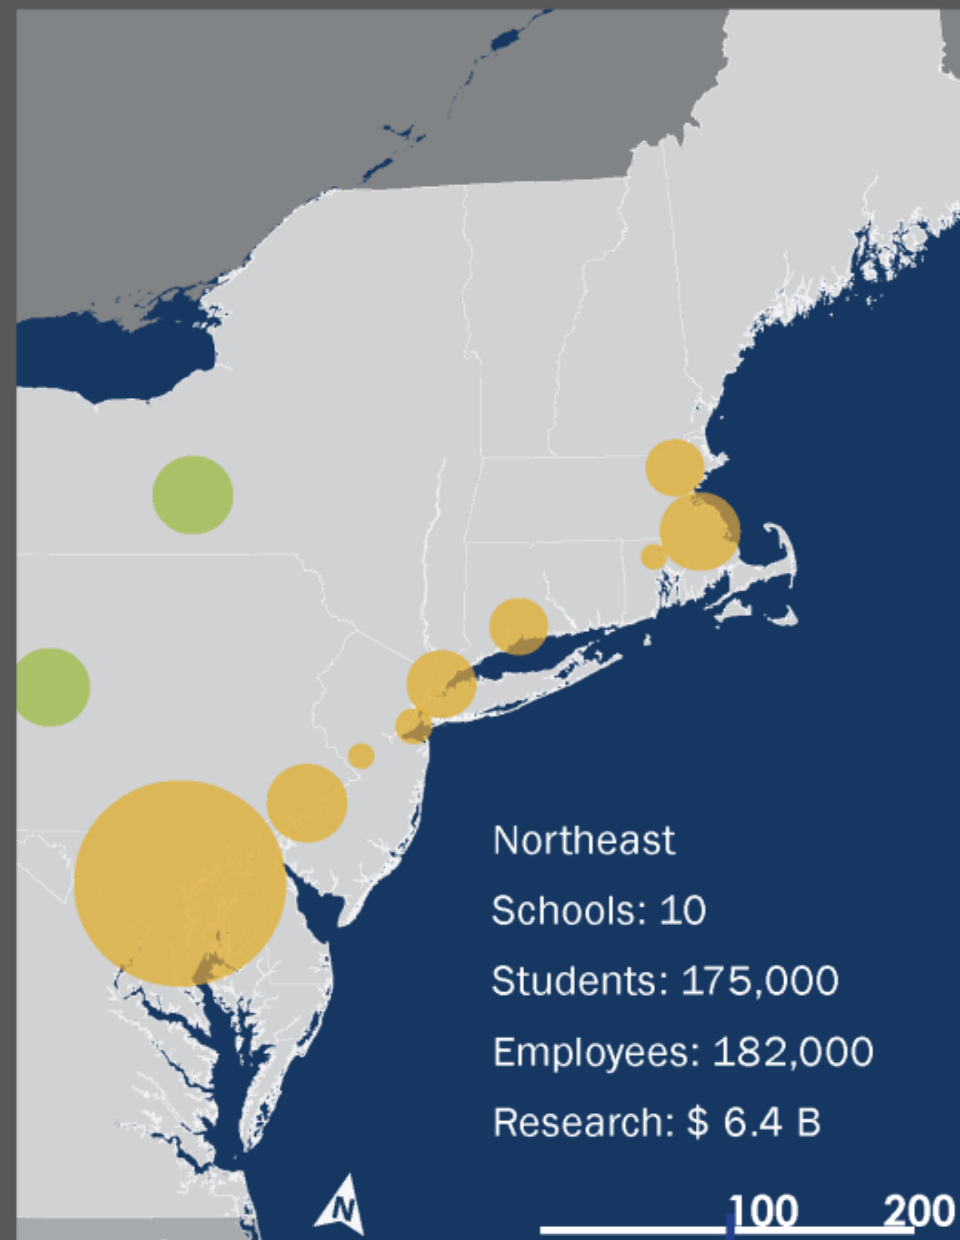 Northeast
Schools: 10
Students: 175,000
Employees: 182,000
Research: $ 6.4 B
N
100 200